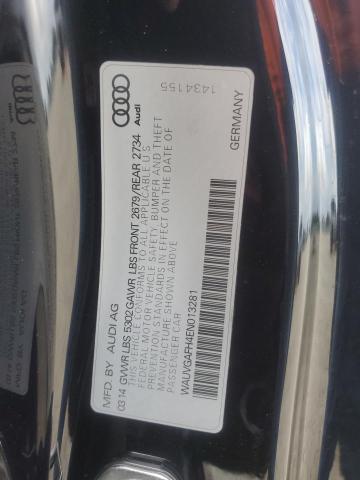 MFD. BY AUDI AG
03 14 GVWR LBS 5302 GAWR LBS FRONT 2679/REAR 2734
THIS VEHICLE CONFORMS TO ALL APPLICABLE U S
FEDERAL MOTOR VEHICLE SAFETY, BUMPER AND THEFT
PREVENTION STANDARDS IN EFFECT ON THE DATE OF
MANUFACTURE SHOWN ABOVE
PASSENGER CAR
WAUVGAFH4EN013281
Audi
1434155
GERMANY